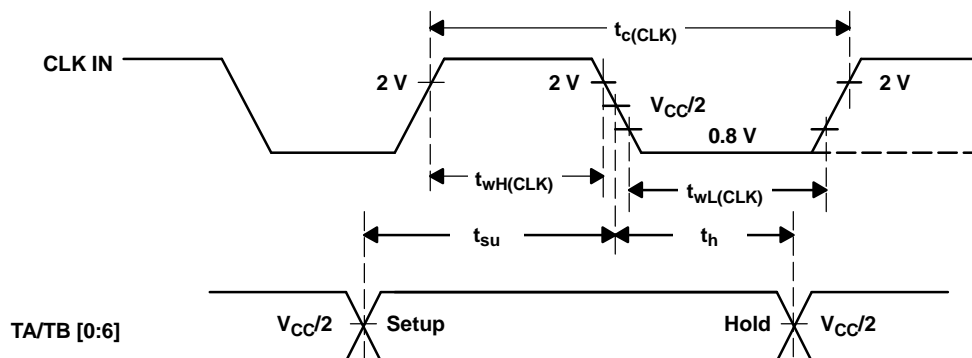 t_c(CLK)
CLK IN
2 V
2 V
2 V
V_CC/2
0.8 V
t_wH(CLK)
t_wL(CLK)
t_su
t_h
TA/TB [0:6]
V_CC/2
Setup
Hold
V_CC/2